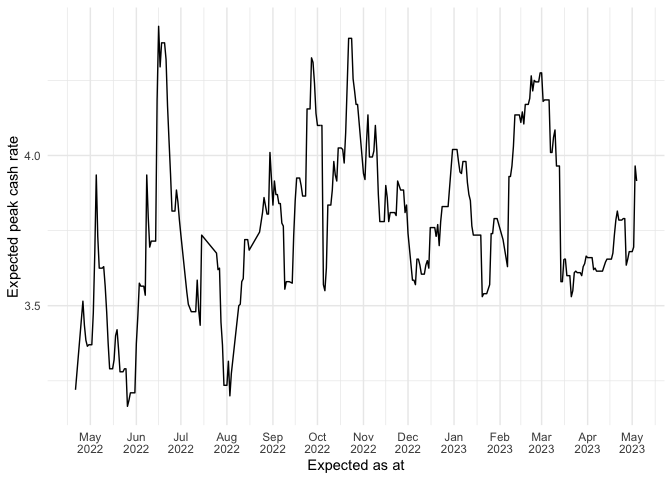 Expected peak cash rate
4.0
3.5
May Jun Jul Aug Sep Oct Nov Dec Jan Feb Mar Apr May
2022 2022 2022 2022 2022 2022 2022 2022 2023 2023 2023 2023 2023
Expected as at